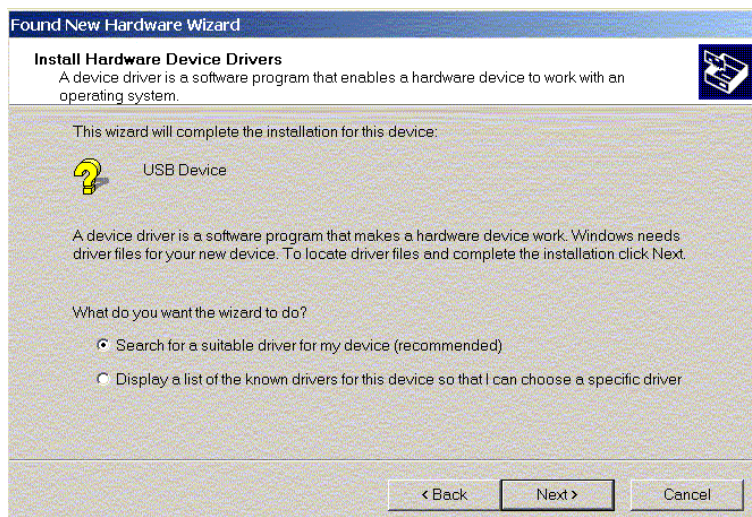 Found New Hardware Wizard
Install Hardware Device Drivers
A device driver is a software program that enables a hardware device to work with an
operating system.
This wizard will complete the installation for this device:
USB Device
A device driver is a software program that makes a hardware device work. Windows needs
driver files for your new device. To locate driver files and complete the installation click Next.
What do you want the wizard to do?
Search for a suitable driver for my device (recommended)
Display a list of the known drivers for this device so that I can choose a specific driver
< Back Next > Cancel